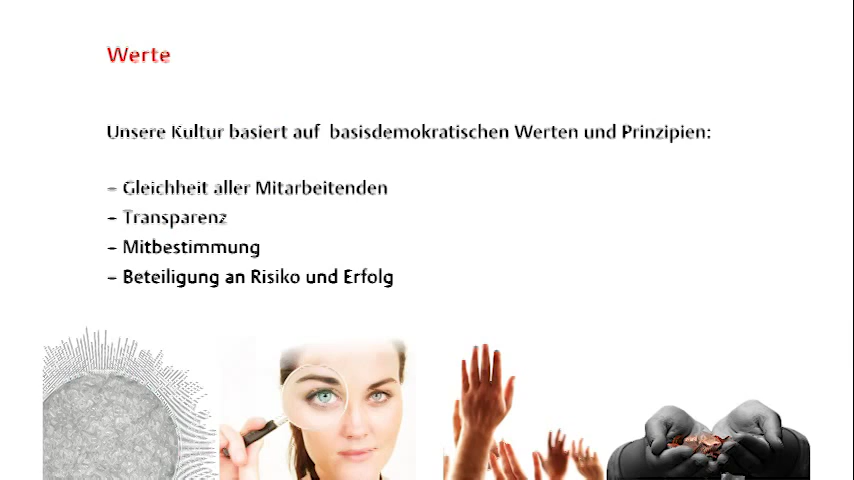 Werte
Unsere Kultur basiert auf basisdemokratischen Werten und Prinzipien:
– Gleichheit aller Mitarbeitenden
– Transparenz
– Mitbestimmung
– Beteiligung an Risiko und Erfolg